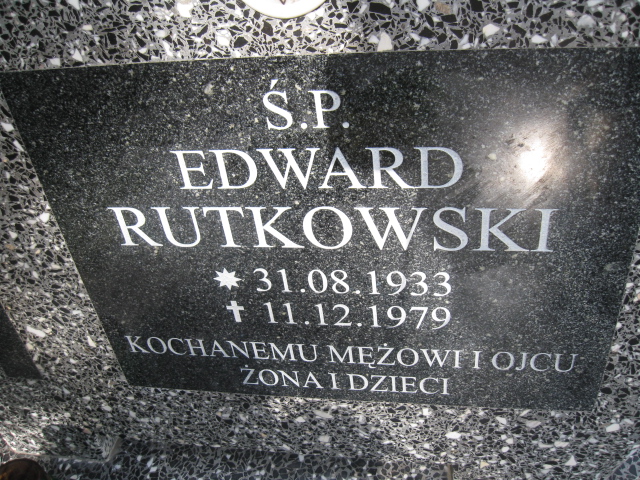 Ś.P.
EDWARD
RUTKOWSKI
✷ 31.08.1933
✝ 11.12.1979
KOCHANEMU MĘŻOWI I OJCU
ŻONA I DZIECI